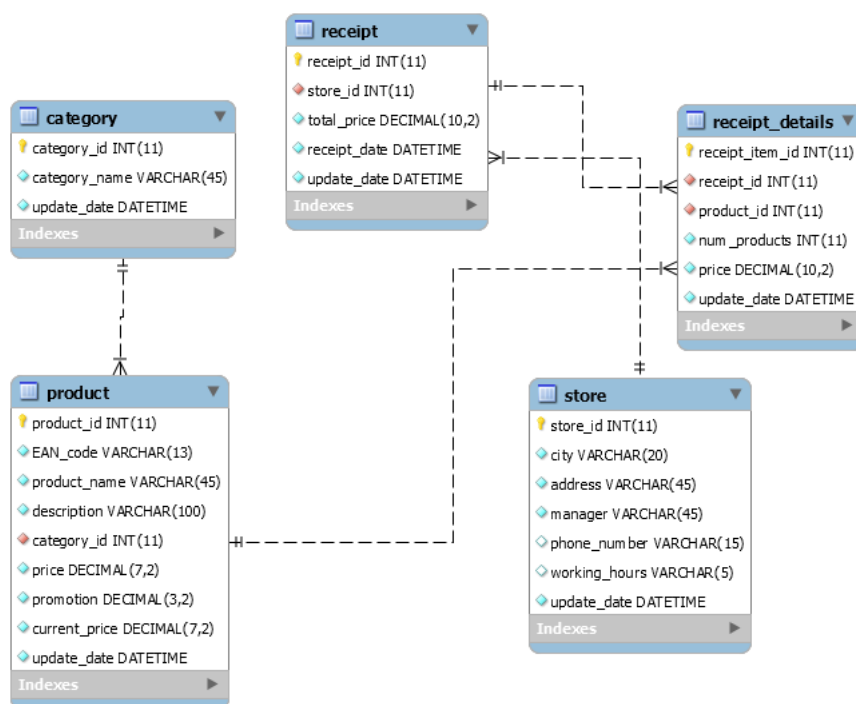 receipt
receipt_id INT(11)
store_id INT(11)
total_price DECIMAL(10,2)
receipt_date DATETIME
update_date DATETIME
Indexes
category
category_id INT(11)
category_name VARCHAR(45)
update_date DATETIME
Indexes
receipt_details
receipt_item_id INT(11)
receipt_id INT(11)
product_id INT(11)
num_products INT(11)
price DECIMAL(10,2)
update_date DATETIME
Indexes
product
product_id INT(11)
EAN_code VARCHAR(13)
product_name VARCHAR(45)
description VARCHAR(100)
category_id INT(11)
price DECIMAL(7,2)
promotion DECIMAL(3,2)
current_price DECIMAL(7,2)
update_date DATETIME
Indexes
store
store_id INT(11)
city VARCHAR(20)
address VARCHAR(45)
manager VARCHAR(45)
phone_number VARCHAR(15)
working_hours VARCHAR(5)
update_date DATETIME
Indexes